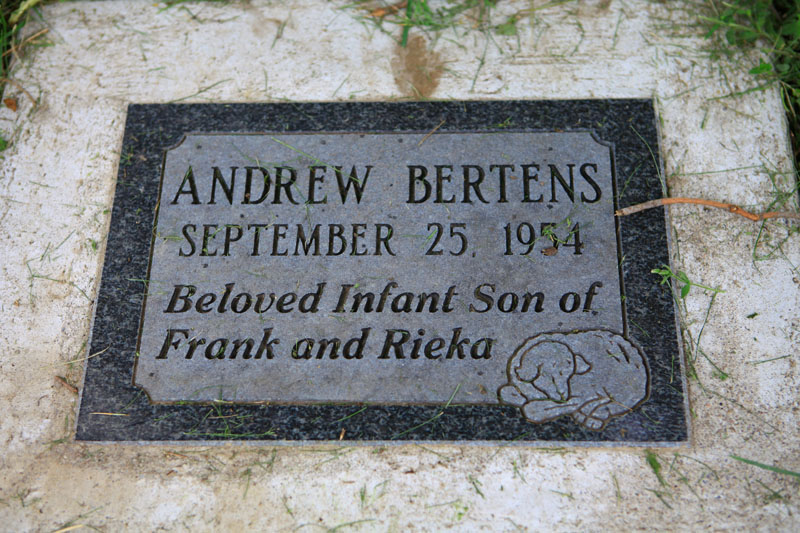 ANDREW BERTENS
SEPTEMBER 25, 1954
Beloved Infant Son of
Frank and Rieka